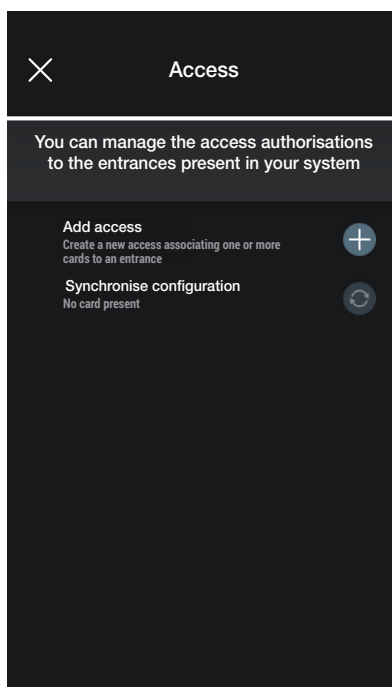 Access
You can manage the access authorisations
to the entrances present in your system
Add access
Create a new access associating one or more
cards to an entrance
Synchronise configuration
No card present